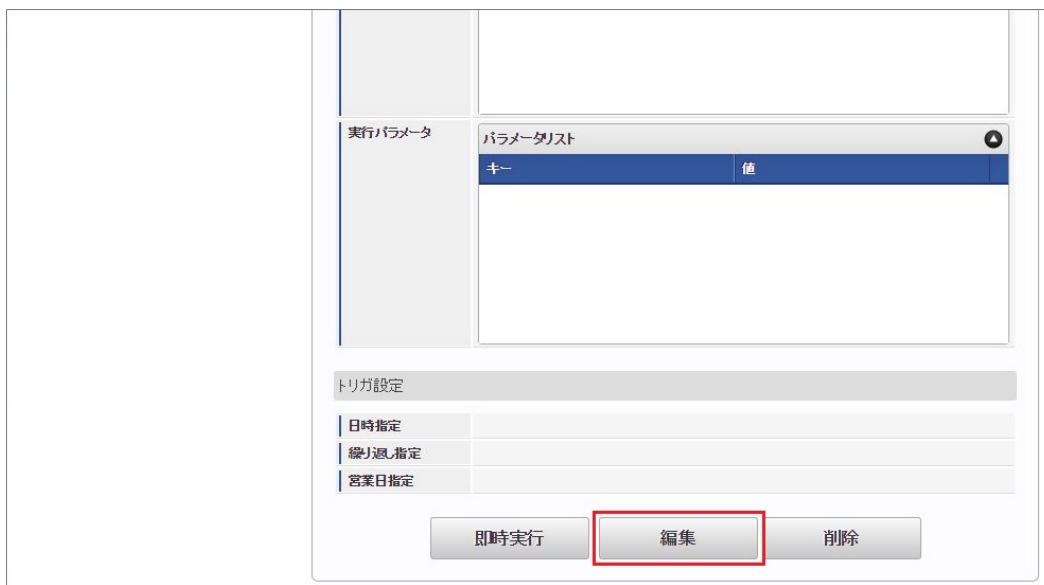 実行パラメータ
パラメータリスト
キー 値
トリガ設定
日時指定
繰り返し指定
営業日指定
即時実行 編集 削除